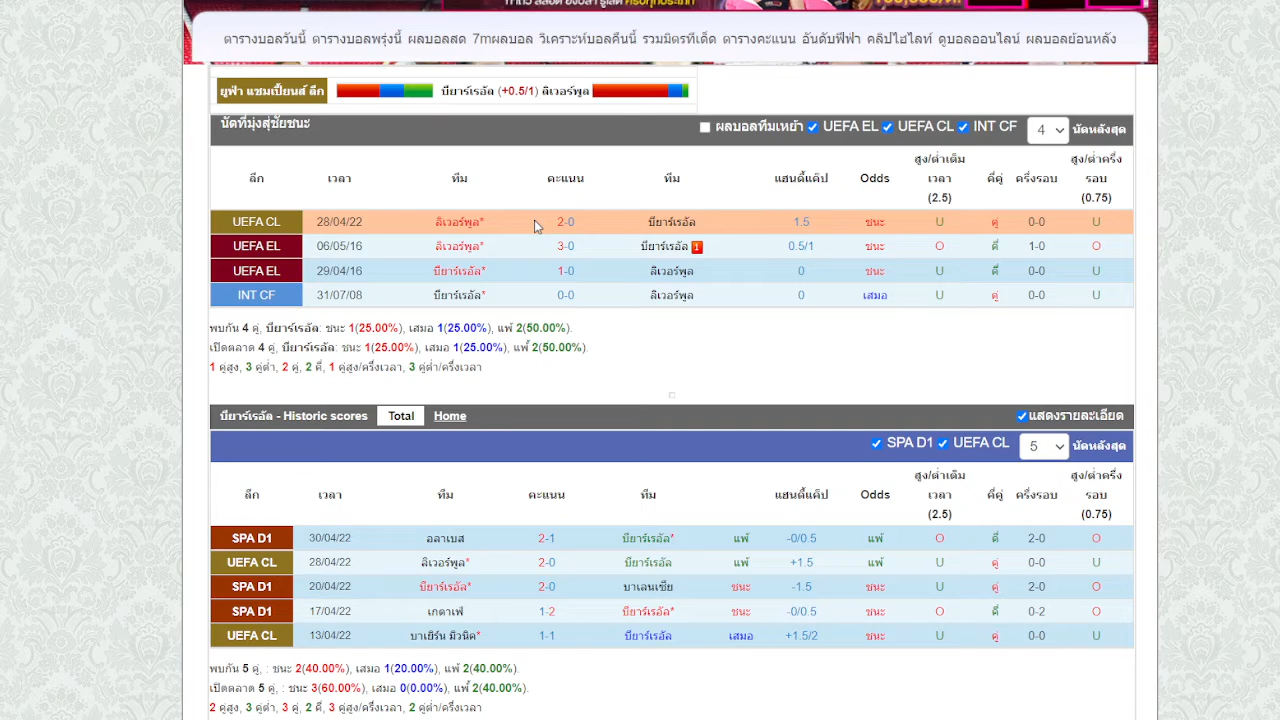 ตารางบอลวันนี้ ตารางบอลพรุ่งนี้ ผลบอลสด 7mผลบอล วิเคราะห์บอลคืนนี้ รวมมิตรทีเด็ด ตารางคะแนน อันดับฟีฟ่า คลิปไฮไลท์ ดูบอลออนไลน์ ผลบอลย้อนหลัง
ยูฟ่า แชมเปี้ยนส์ ลีก บียาร์เรอัล (+0.5/1) ลิเวอร์พูล
นัดที่มุ่งสู่ชัยชนะ ผลบอลทีมเหย้า UEFA EL UEFA CL INT CF 4 นัดหลังสุด
ลีก เวลา ทีม คะแนน ทีม แฮนดี้แค๊ป Odds สูง/ต่ำเต็มเวลา (2.5) คี่คู่ ครึ่งรอบ สูง/ต่ำครึ่งรอบ (0.75)
UEFA CL 28/04/22 ลิเวอร์พูล* 2-0 บียาร์เรอัล 1.5 ชนะ U คู่ 0-0 U
UEFA EL 06/05/16 ลิเวอร์พูล* 3-0 บียาร์เรอัล 1 0.5/1 ชนะ O คี่ 1-0 O
UEFA EL 29/04/16 บียาร์เรอัล* 1-0 ลิเวอร์พูล 0 ชนะ U คี่ 0-0 U
INT CF 31/07/08 บียาร์เรอัล* 0-0 ลิเวอร์พูล 0 เสมอ U คู่ 0-0 U
พบกัน 4 คู่, บียาร์เรอัล: ชนะ 1(25.00%), เสมอ 1(25.00%), แพ้ 2(50.00%).
เปิดตลาด 4 คู่, บียาร์เรอัล: ชนะ 1(25.00%), เสมอ 1(25.00%), แพ้ 2(50.00%).
1 คู่สูง, 3 คู่ต่ำ, 2 คู่, 2 คี่, 1 คู่สูง/ครึ่งเวลา, 3 คู่ต่ำ/ครึ่งเวลา
บียาร์เรอัล - Historic scores Total Home แสดงรายละเอียด
SPA D1 UEFA CL 5 นัดหลังสุด
ลีก เวลา ทีม คะแนน ทีม แฮนดี้แค๊ป Odds สูง/ต่ำเต็มเวลา (2.5) คี่คู่ ครึ่งรอบ สูง/ต่ำครึ่งรอบ (0.75)
SPA D1 30/04/22 อลาเบส 2-1 บียาร์เรอัล* แพ้ -0/0.5 แพ้ O คี่ 2-0 O
UEFA CL 28/04/22 ลิเวอร์พูล* 2-0 บียาร์เรอัล แพ้ +1.5 แพ้ U คู่ 0-0 U
SPA D1 20/04/22 บียาร์เรอัล* 2-0 บาเลนเซีย ชนะ -1.5 ชนะ U คู่ 2-0 O
SPA D1 17/04/22 เกตาเฟ่ 1-2 บียาร์เรอัล* ชนะ -0/0.5 ชนะ O คี่ 0-2 O
UEFA CL 13/04/22 บาเยิร์น มิวนิค* 1-1 บียาร์เรอัล เสมอ +1.5/2 ชนะ U คู่ 0-0 U
พบกัน 5 คู่, : ชนะ 2(40.00%), เสมอ 1(20.00%), แพ้ 2(40.00%).
เปิดตลาด 5 คู่, : ชนะ 3(60.00%), เสมอ 0(0.00%), แพ้ 2(40.00%).
2 คู่สูง, 3 คู่ต่ำ, 3 คู่, 2 คี่, 3 คู่สูง/ครึ่งเวลา, 2 คู่ต่ำ/ครึ่งเวลา